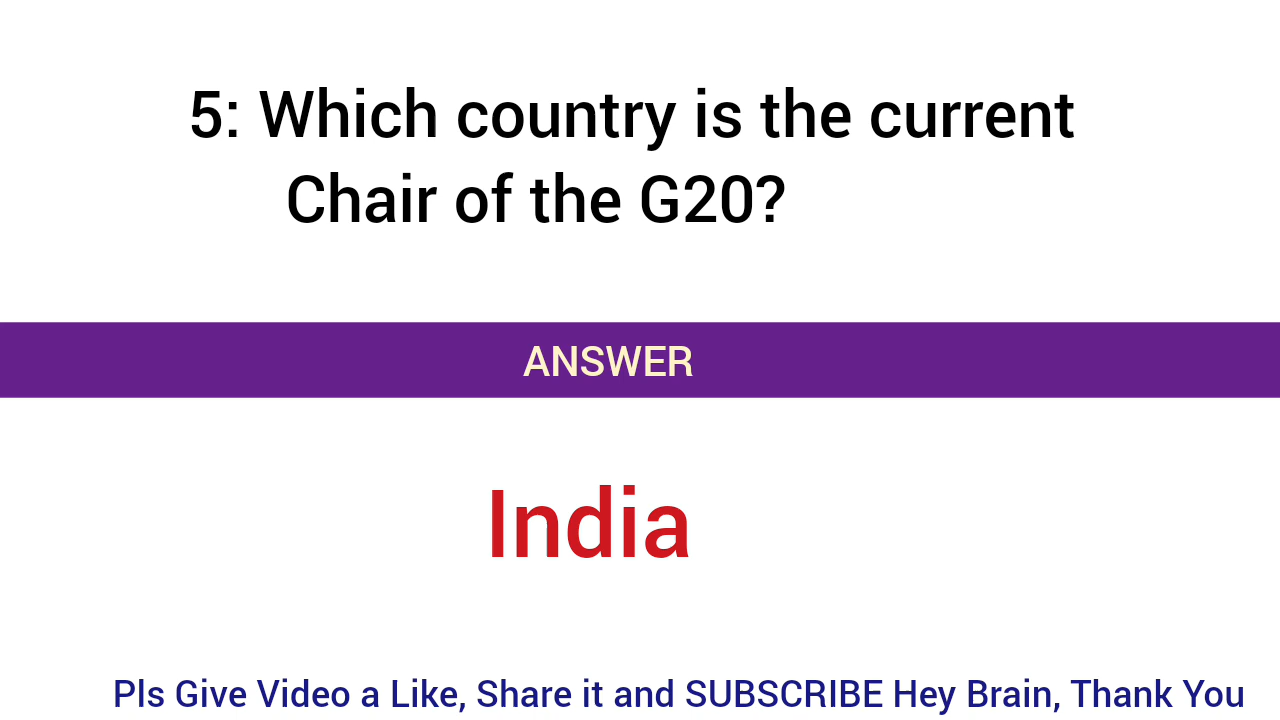 5: Which country is the current
Chair of the G20?
ANSWER
India
Pls Give Video a Like, Share it and SUBSCRIBE Hey Brain, Thank You